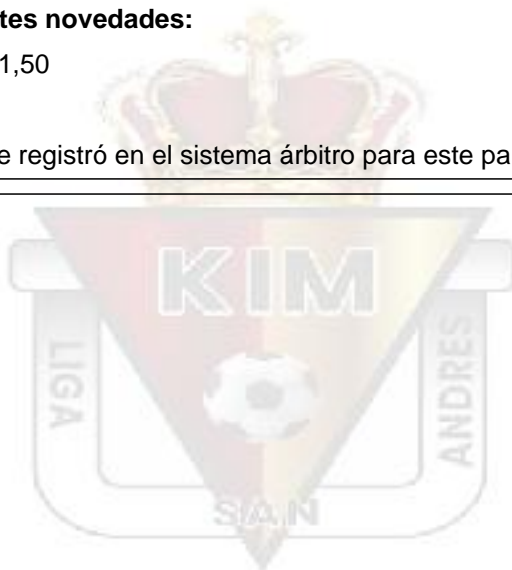 tes novedades:
1,50
e registró en el sistema árbitro para este pa
KIM
LIGA
ANDRES
SAN